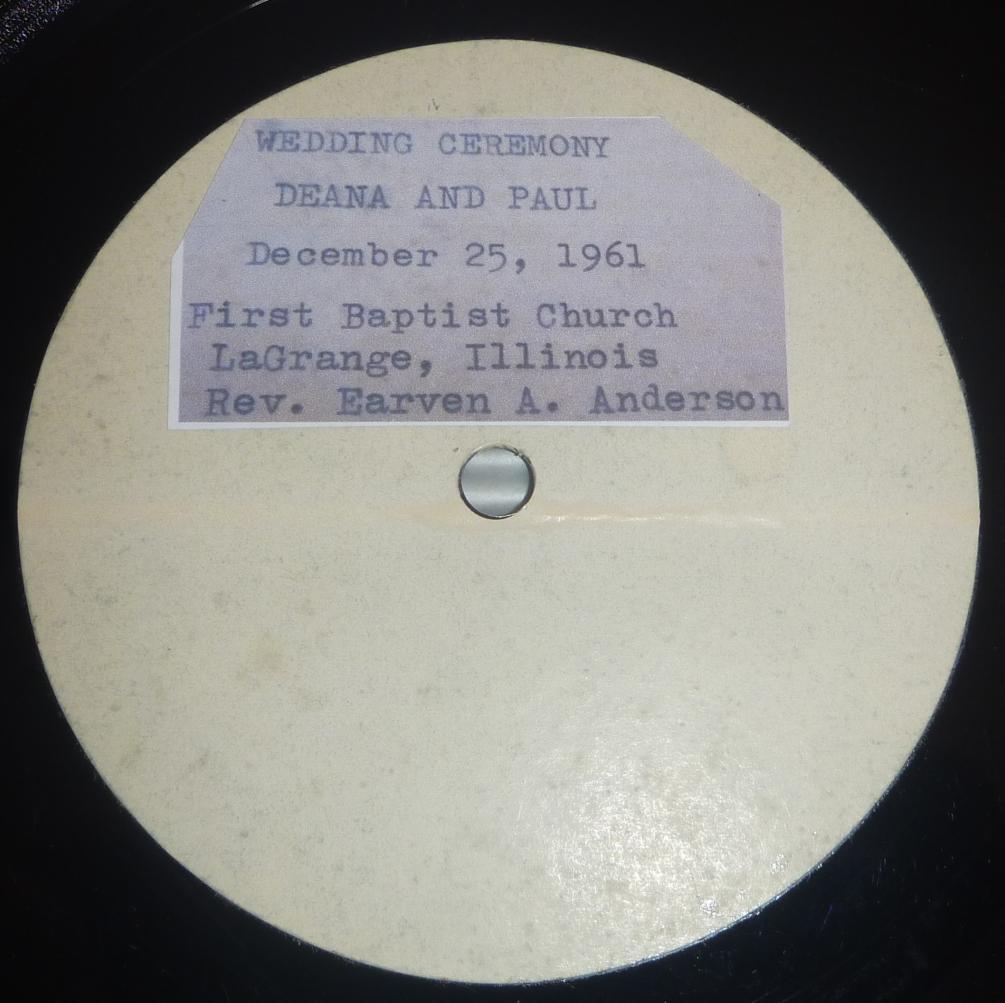 WEDDING CEREMONY
DEANA AND PAUL
December 25, 1961
First Baptist Church
LaGrange, Illinois
Rev. Earven A. Anderson